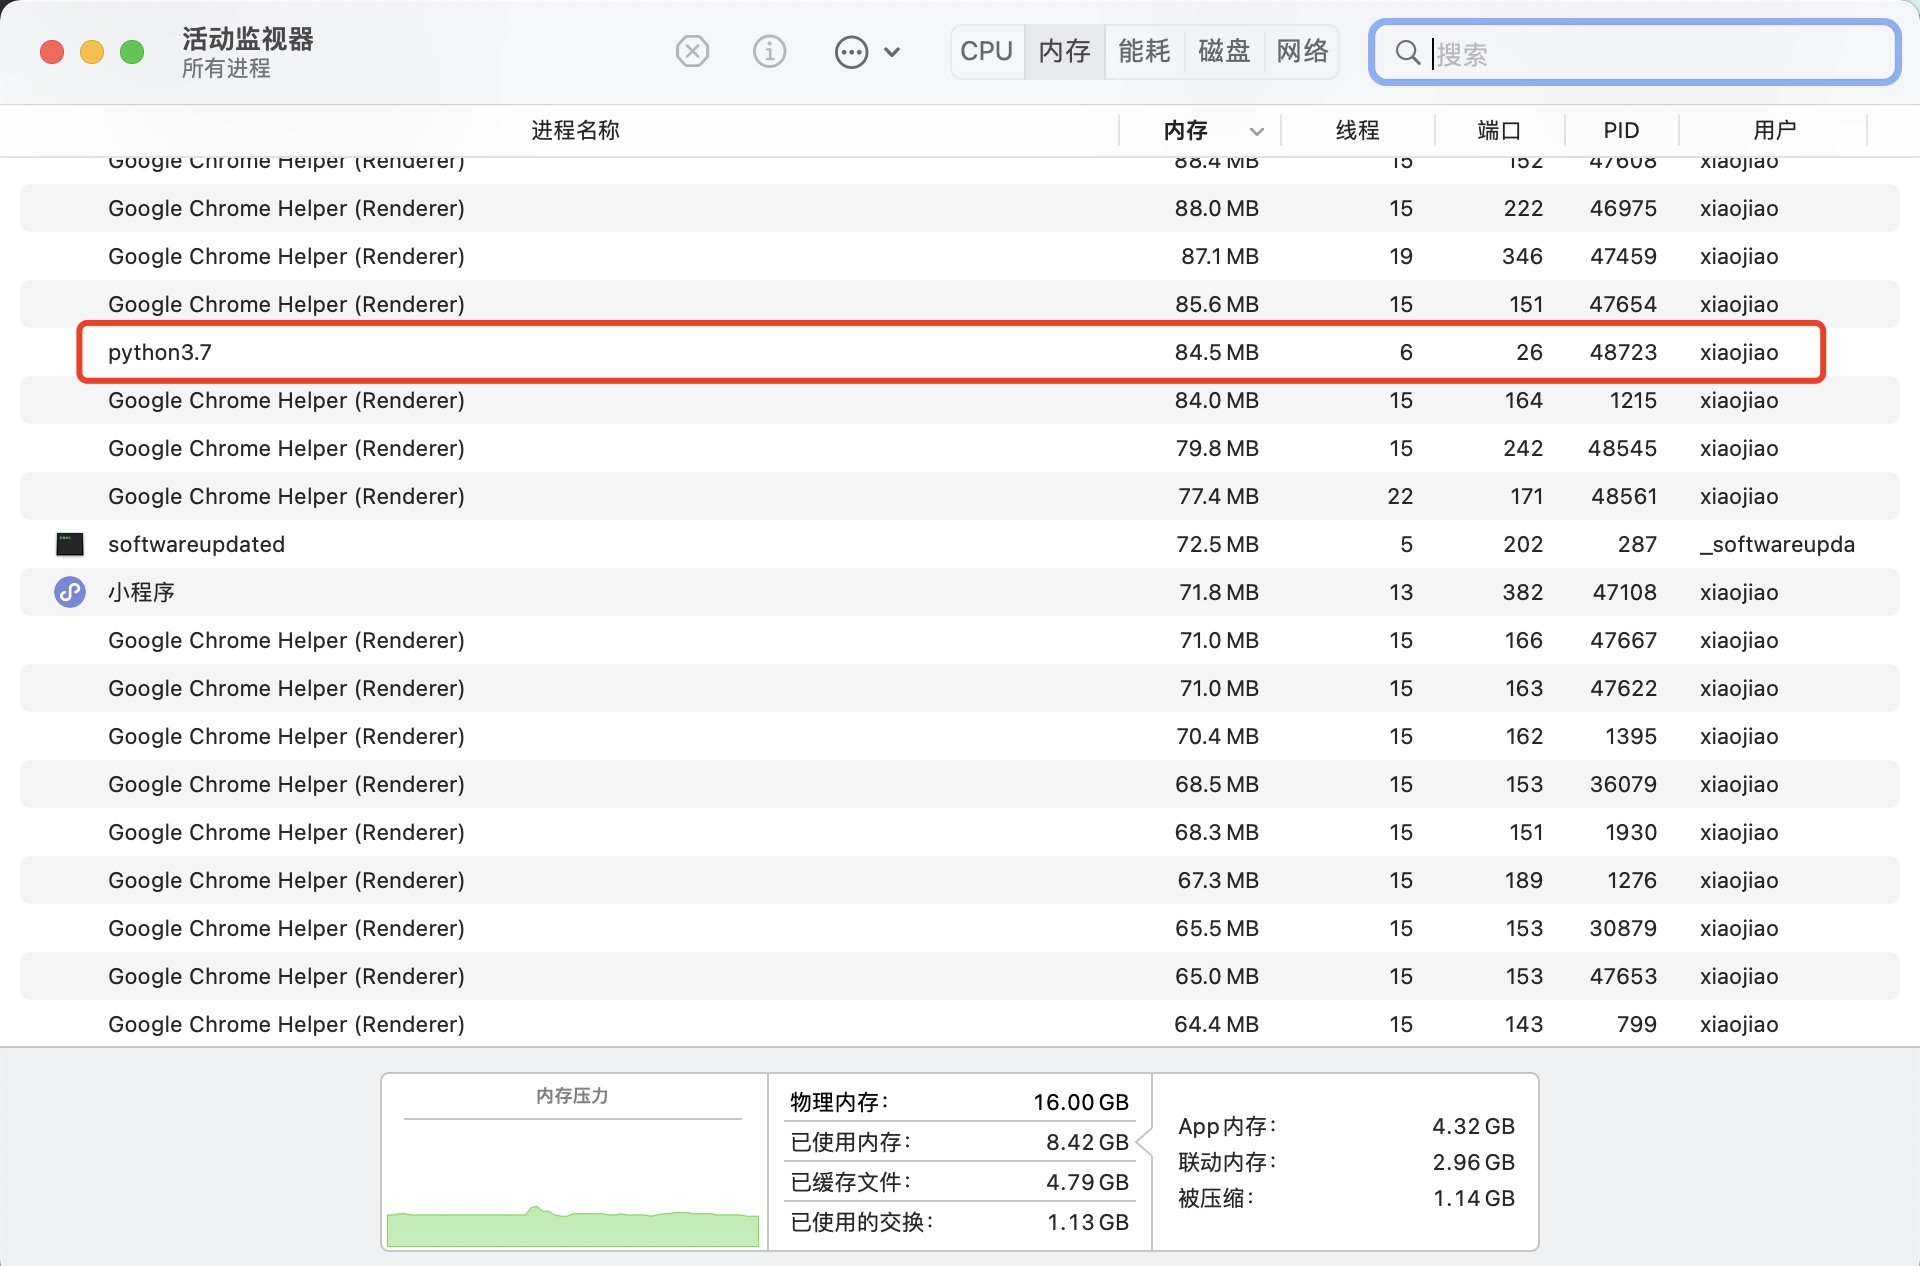 活动监视器
所有进程
CPU 内存 能耗 磁盘 网络
搜索
进程名称 内存 线程 端口 PID 用户
Google Chrome Helper (Renderer) 88.4 MB 15 152 47608 xiaojiao
Google Chrome Helper (Renderer) 88.0 MB 15 222 46975 xiaojiao
Google Chrome Helper (Renderer) 87.1 MB 19 346 47459 xiaojiao
Google Chrome Helper (Renderer) 85.6 MB 15 151 47654 xiaojiao
python3.7 84.5 MB 6 26 48723 xiaojiao
Google Chrome Helper (Renderer) 84.0 MB 15 164 1215 xiaojiao
Google Chrome Helper (Renderer) 79.8 MB 15 242 48545 xiaojiao
Google Chrome Helper (Renderer) 77.4 MB 22 171 48561 xiaojiao
softwareupdated 72.5 MB 5 202 287 _softwareupda
小程序 71.8 MB 13 382 47108 xiaojiao
Google Chrome Helper (Renderer) 71.0 MB 15 166 47667 xiaojiao
Google Chrome Helper (Renderer) 71.0 MB 15 163 47622 xiaojiao
Google Chrome Helper (Renderer) 70.4 MB 15 162 1395 xiaojiao
Google Chrome Helper (Renderer) 68.5 MB 15 153 36079 xiaojiao
Google Chrome Helper (Renderer) 68.3 MB 15 151 1930 xiaojiao
Google Chrome Helper (Renderer) 67.3 MB 15 189 1276 xiaojiao
Google Chrome Helper (Renderer) 65.5 MB 15 153 30879 xiaojiao
Google Chrome Helper (Renderer) 65.0 MB 15 153 47653 xiaojiao
Google Chrome Helper (Renderer) 64.4 MB 15 143 799 xiaojiao
内存压力
物理内存： 16.00 GB
已使用内存： 8.42 GB
已缓存文件： 4.79 GB
已使用的交换： 1.13 GB
App内存： 4.32 GB
联动内存： 2.96 GB
被压缩： 1.14 GB